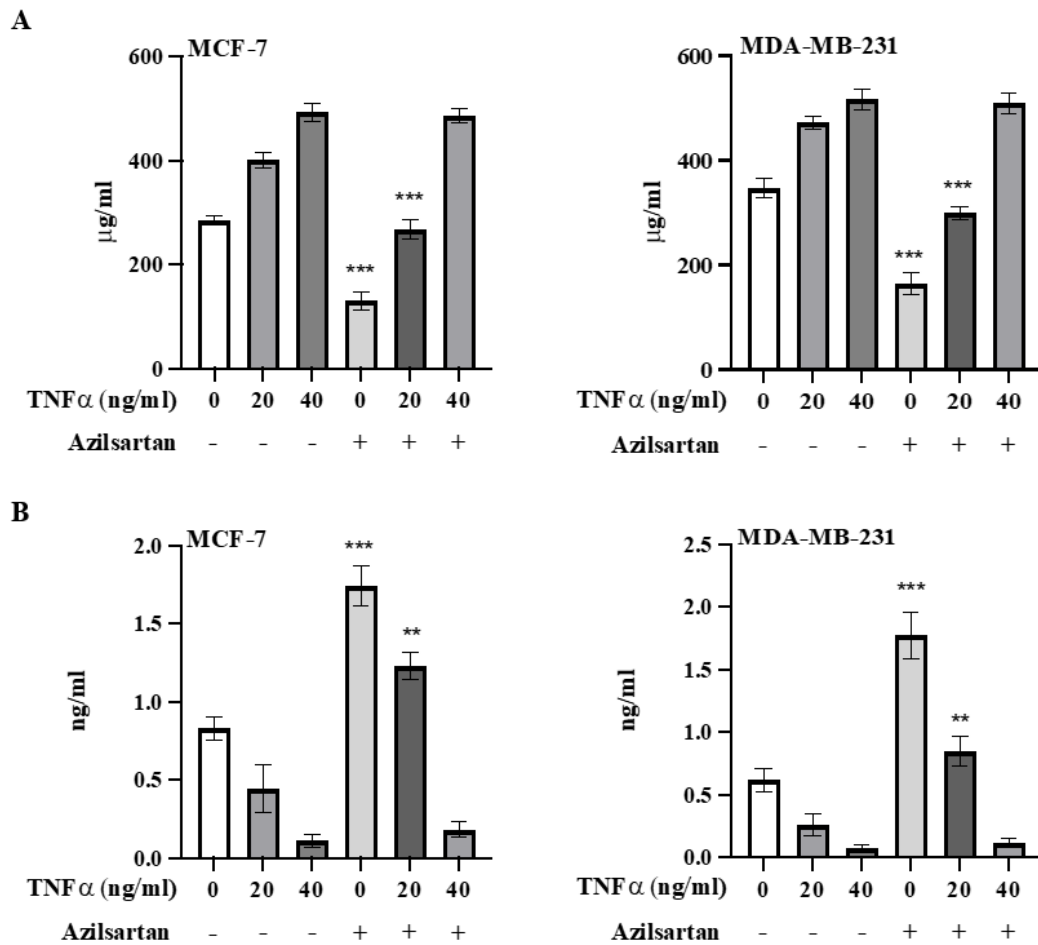 A
MCF-7
600
400
200
0
μg/ml
***
***
TNFα (ng/ml) 0 20 40 0 20 40
Azilsartan - - - + + +
MDA-MB-231
600
400
200
0
μg/ml
***
***
TNFα (ng/ml) 0 20 40 0 20 40
Azilsartan - - - + + +
B
MCF-7
2.0
1.5
1.0
0.5
0.0
ng/ml
***
**
TNFα (ng/ml) 0 20 40 0 20 40
Azilsartan - - - + + +
MDA-MB-231
2.5
2.0
1.5
1.0
0.5
0.0
ng/ml
***
**
TNFα (ng/ml) 0 20 40 0 20 40
Azilsartan - - - + + +